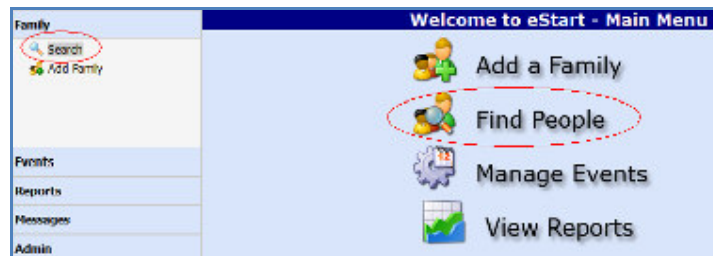 Family
Search
Add Family
Events
Reports
Messages
Admin
Welcome to eStart - Main Menu
Add a Family
Find People
12
Manage Events
View Reports